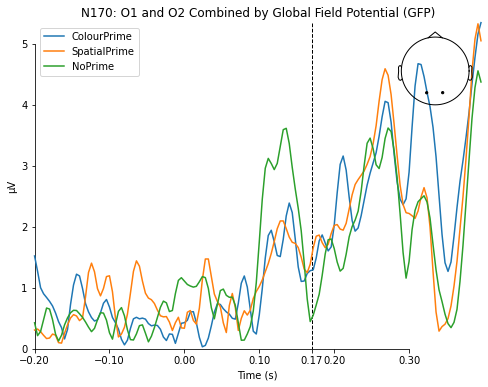 N170: O1 and O2 Combined by Global Field Potential (GFP)
ColourPrime
SpatialPrime
NoPrime
5
4
3
2
1
0
µV
−0.20 −0.10 0.00 0.10 0.17 0.20 0.30
Time (s)